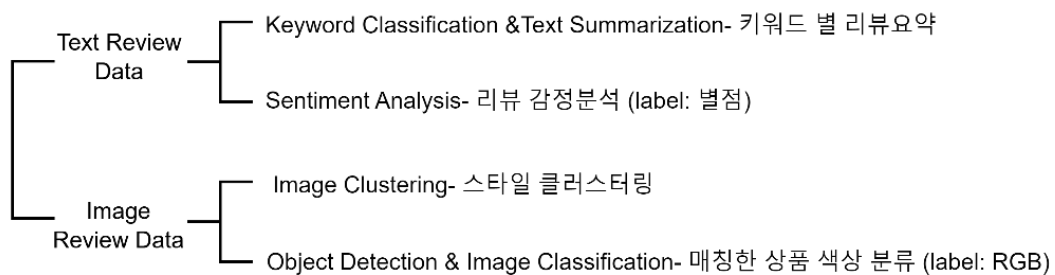 Text Review
Data
Keyword Classification &Text Summarization- 키워드 별 리뷰요약
Sentiment Analysis- 리뷰 감정분석 (label: 별점)
Image
Review Data
Image Clustering- 스타일 클러스터링
Object Detection & Image Classification- 매칭한 상품 색상 분류 (label: RGB)